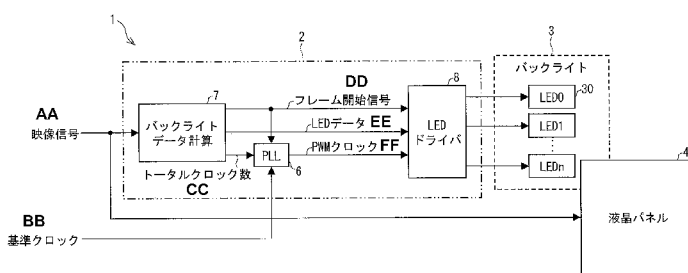 1
2
3
バックライト
AA
映像信号
7
バックライト
データ計算
DD
フレーム開始信号
LEDデータ EE
PLL
6
PWMクロック FF
トータルクロック数
CC
8
LED
ドライバ
LED0
30
LED1
LEDn
4
液晶パネル
BB
基準クロック